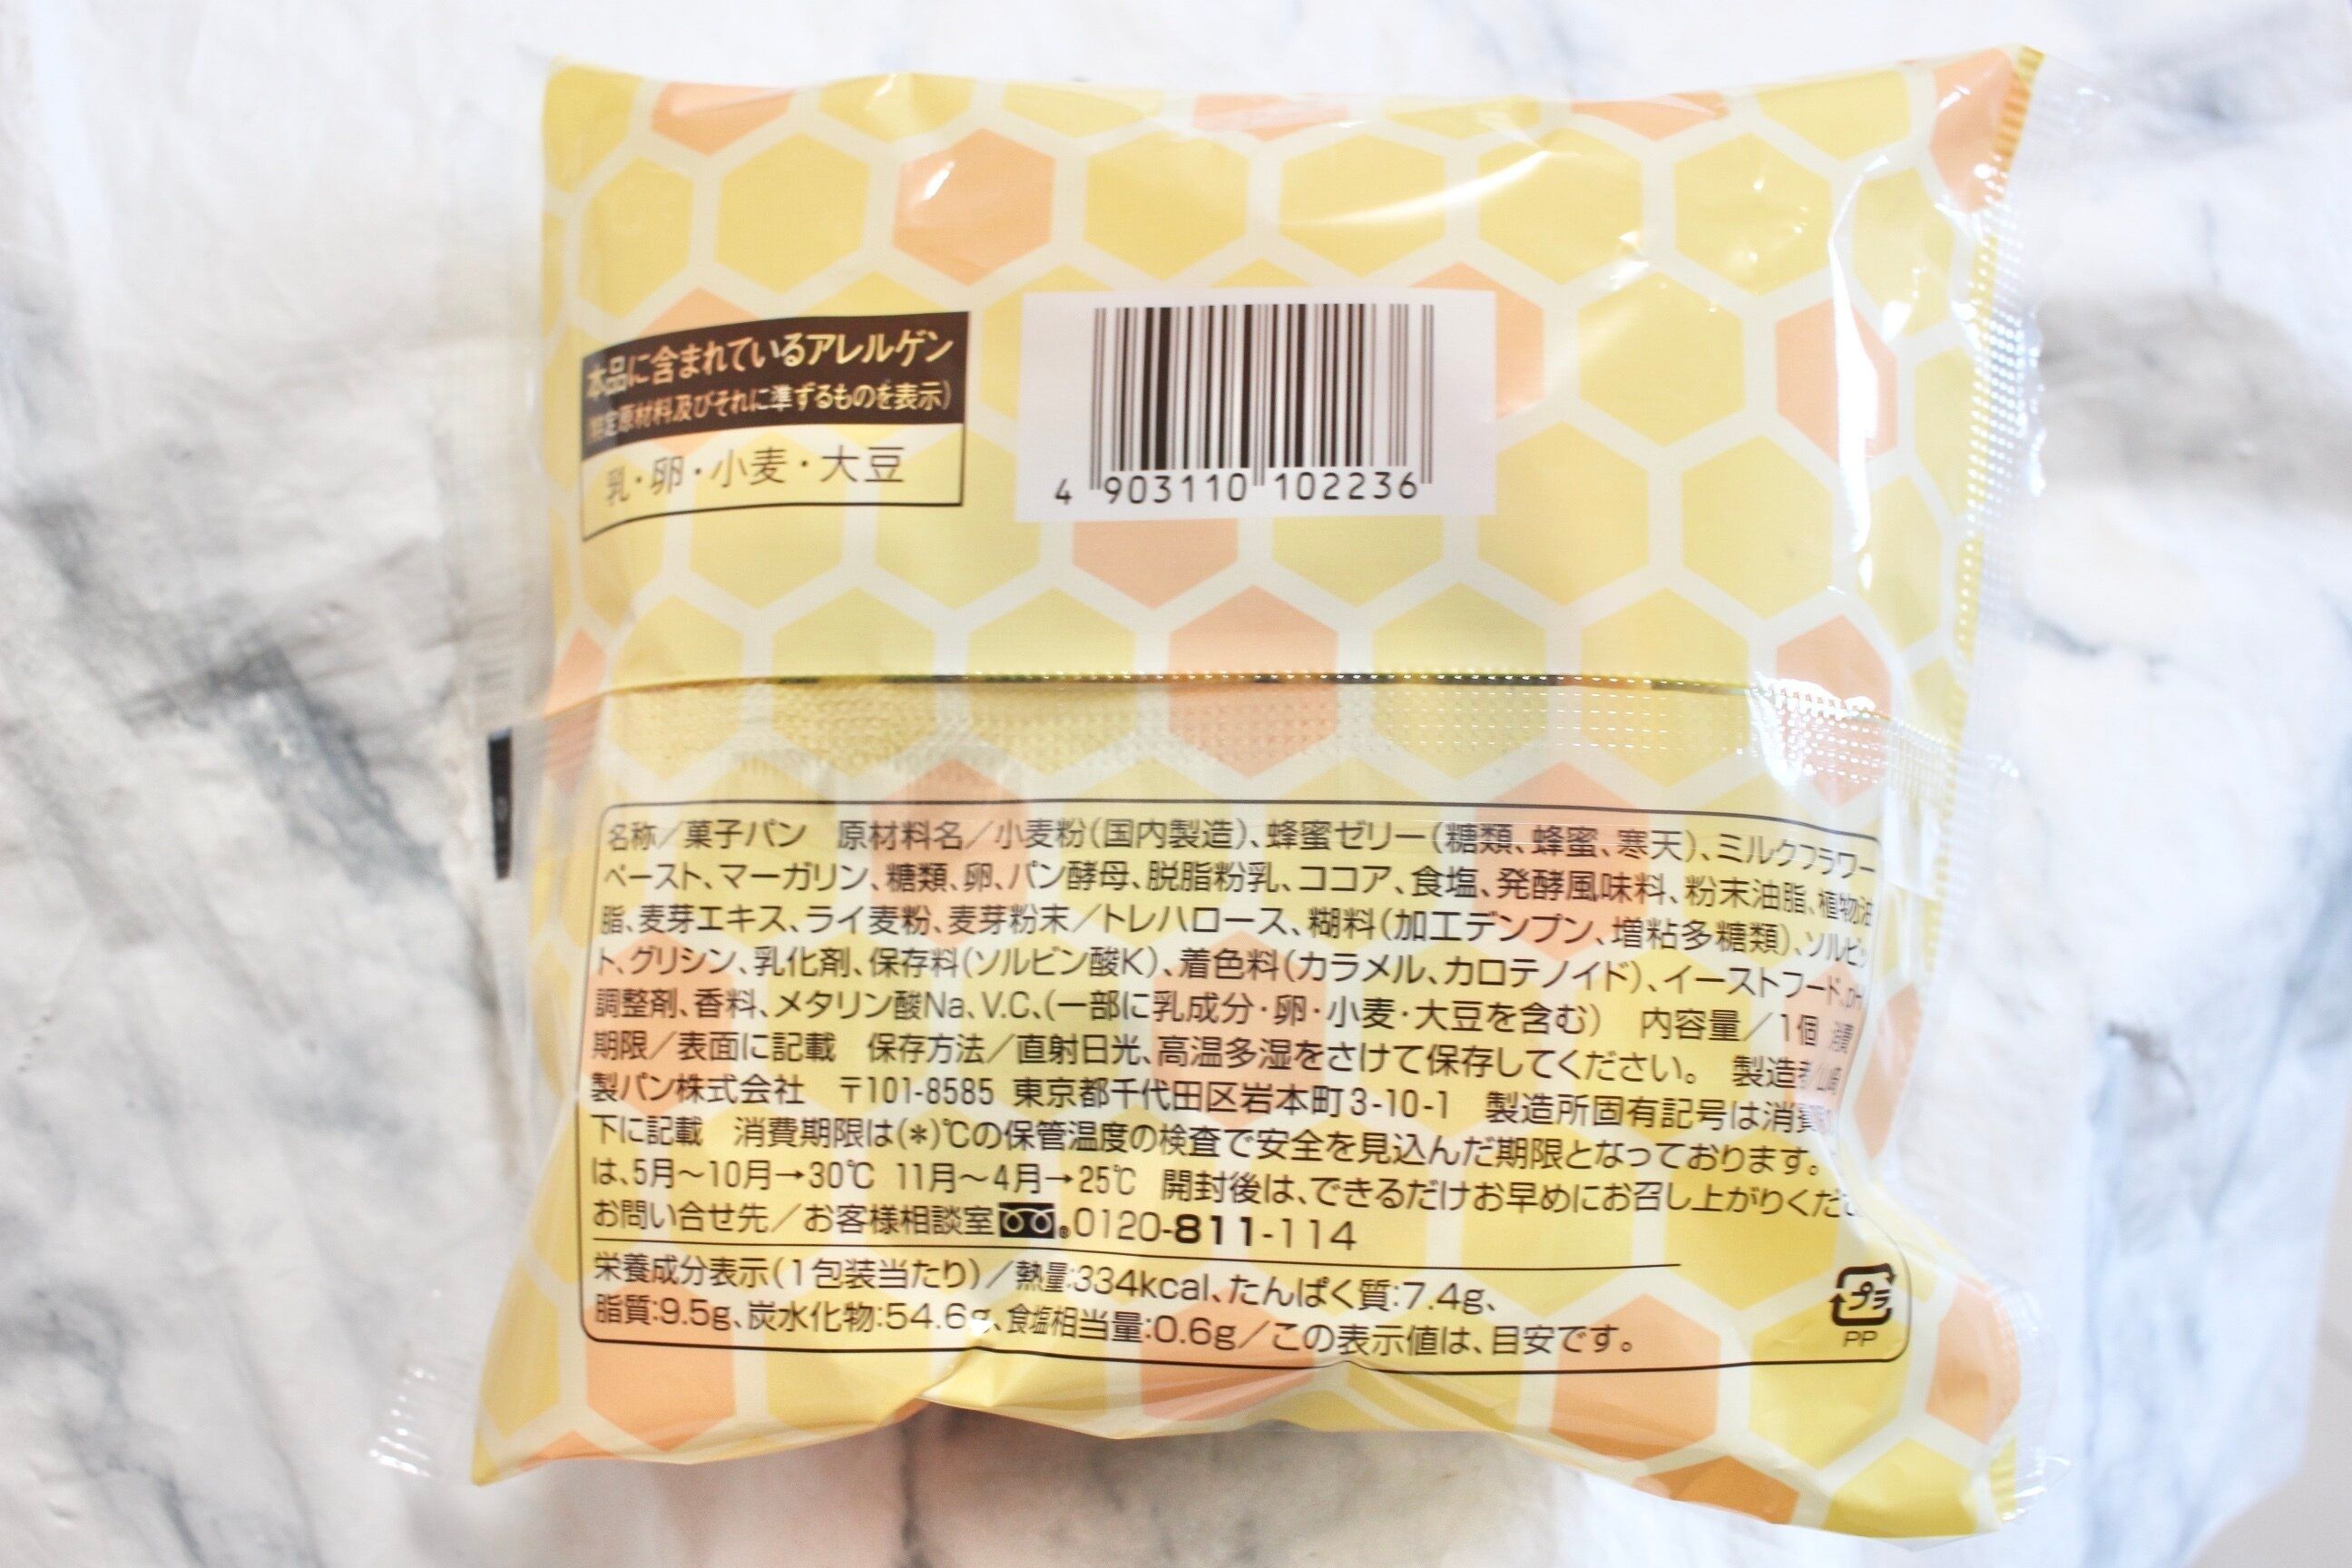 本品に含まれているアレルゲン
(特定原材料及びそれに準ずるものを表示)
乳・卵・小麦・大豆
4 903110 102236
名称／菓子パン 原材料名／小麦粉(国内製造)、蜂蜜ゼリー(糖類、蜂蜜、寒天)、ミルクフラワー
ペースト、マーガリン、糖類、卵、パン酵母、脱脂粉乳、ココア、食塩、発酵風味料、粉末油脂、植物油
脂、麦芽エキス、ライ麦粉、麦芽粉末／トレハロース、糊料(加工デンプン、増粘多糖類)、ソルビッ
ト、グリシン、乳化剤、保存料(ソルビン酸K)、着色料(カラメル、カロテノイド)、イーストフード、pH
調整剤、香料、メタリン酸Na、V.C、(一部に乳成分・卵・小麦・大豆を含む) 内容量／1個 消費
期限／表面に記載 保存方法／直射日光、高温多湿をさけて保存してください。 製造者／山崎
製パン株式会社 〒101-8585 東京都千代田区岩本町3-10-1 製造所固有記号は消費
下に記載 消費期限は(*)℃の保管温度の検査で安全を見込んだ期限となっております。
は、5月～10月→30℃ 11月～4月→25℃ 開封後は、できるだけお早めにお召し上がりくだ
お問い合せ先／お客様相談室 ®0120-811-114
栄養成分表示(1包装当たり)／熱量:334kcal、たんぱく質:7.4g、
脂質:9.5g、炭水化物:54.6g、食塩相当量:0.6g／この表示値は、目安です。
プラ
PP